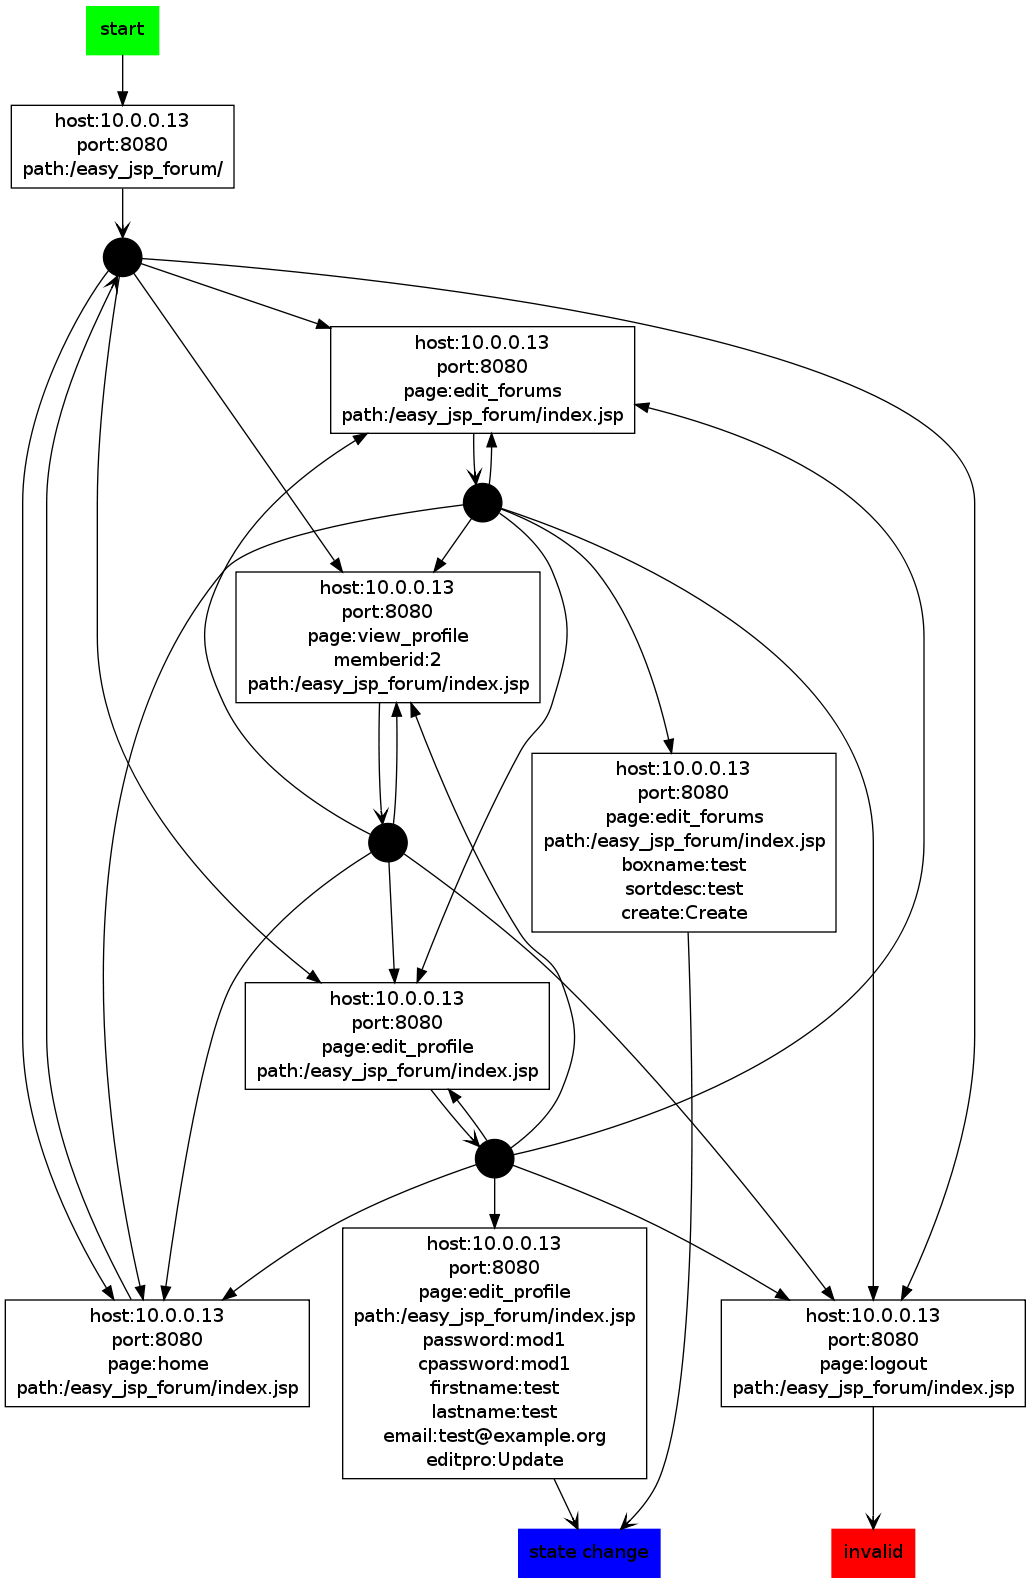 start
host:10.0.0.13
port:8080
path:/easy_jsp_forum/
host:10.0.0.13
port:8080
page:edit_forums
path:/easy_jsp_forum/index.jsp
host:10.0.0.13
port:8080
page:view_profile
memberid:2
path:/easy_jsp_forum/index.jsp
host:10.0.0.13
port:8080
page:edit_forums
path:/easy_jsp_forum/index.jsp
boxname:test
sortdesc:test
create:Create
host:10.0.0.13
port:8080
page:edit_profile
path:/easy_jsp_forum/index.jsp
host:10.0.0.13
port:8080
page:home
path:/easy_jsp_forum/index.jsp
host:10.0.0.13
port:8080
page:edit_profile
path:/easy_jsp_forum/index.jsp
password:mod1
cpassword:mod1
firstname:test
lastname:test
email:test@example.org
editpro:Update
host:10.0.0.13
port:8080
page:logout
path:/easy_jsp_forum/index.jsp
state change
invalid